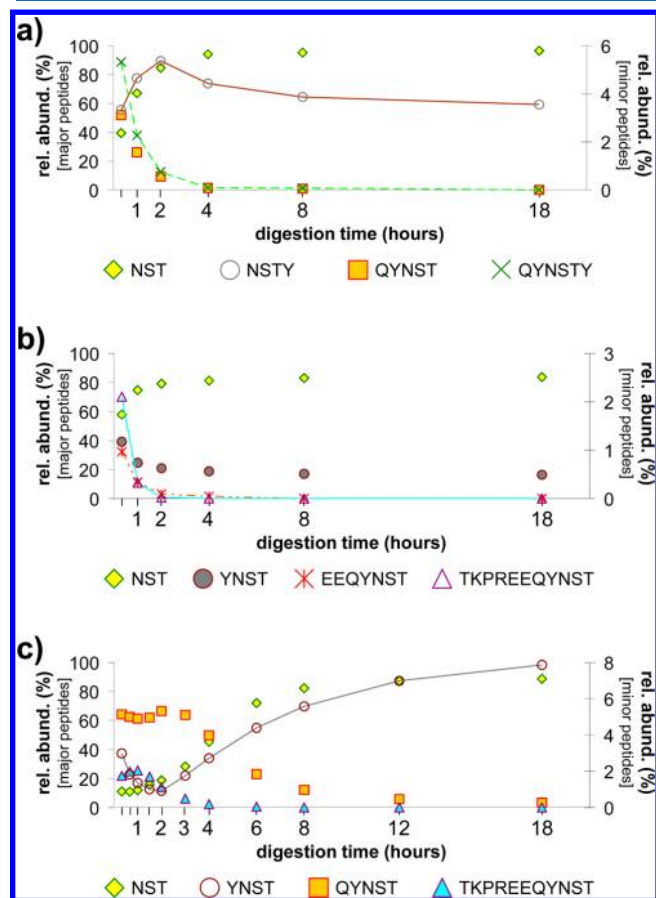 a)
rel. abund. (%)
[major peptides]
100
80
60
40
20
0
6
4
2
0
rel. abund. (%)
[minor peptides]
1 2 4 8 18
digestion time (hours)
NST NSTY QYNST QYNSTY
b)
rel. abund. (%)
[major peptides]
100
80
60
40
20
0
3
2
1
0
rel. abund. (%)
[minor peptides]
1 2 4 8 18
digestion time (hours)
NST YNST EEQYNST TKPREEQYNST
c)
rel. abund. (%)
[major peptides]
100
80
60
40
20
0
8
6
4
2
0
rel. abund. (%)
[minor peptides]
1 2 3 4 6 8 12 18
digestion time (hours)
NST YNST QYNST TKPREEQYNST